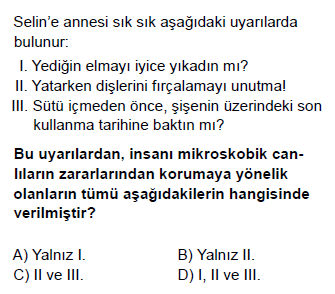 Selin'e annesi sık sık aşağıdaki uyarılarda
bulunur:
I. Yediğin elmayı iyice yıkadın mı?
II. Yatarken dişlerini fırçalamayı unutma!
III. Sütü içmeden önce, şişenin üzerindeki son
kullanma tarihine baktın mı?
Bu uyarılardan, insanı mikroskobik can-
lıların zararlarından korumaya yönelik
olanların tümü aşağıdakilerin hangisinde
verilmiştir?
A) Yalnız I. B) Yalnız II.
C) II ve III. D) I, II ve III.